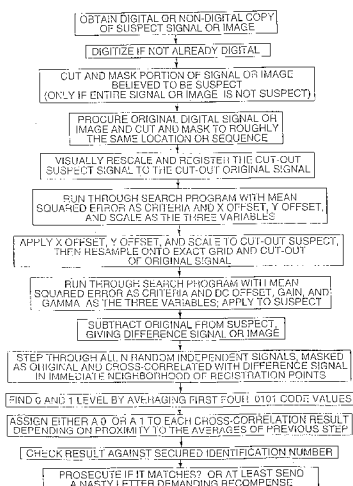 OBTAIN DIGITAL OR NON-DIGITAL COPY
OF SUSPECT SIGNAL OR IMAGE
DIGITIZE IF NOT ALREADY DIGITAL
CUT AND MASK PORTION OF SIGNAL OR IMAGE
BELIEVED TO BE SUSPECT
(ONLY IF ENTIRE SIGNAL OR IMAGE IS NOT SUSPECT)
PROCURE ORIGINAL DIGITAL SIGNAL OR
IMAGE AND CUT AND MASK TO ROUGHLY
THE SAME LOCATION OR SEQUENCE
VISUALLY RESCALE AND REGISTER THE CUT-OUT
SUSPECT SIGNAL TO THE CUT-OUT ORIGINAL SIGNAL
RUN THROUGH SEARCH PROGRAM WITH MEAN
SQUARED ERROR AS CRITERIA AND X OFFSET, Y OFFSET,
AND SCALE AS THE THREE VARIABLES
APPLY X OFFSET, Y OFFSET, AND SCALE TO CUT-OUT SUSPECT,
THEN RESAMPLE ONTO EXACT GRID AND CUT-OUT
OF ORIGINAL SIGNAL
RUN THROUGH SEARCH PROGRAM WITH MEAN
SQUARED ERROR AS CRITERIA AND DC OFFSET, GAIN, AND
GAMMA AS THE THREE VARIABLES; APPLY TO SUSPECT
SUBTRACT ORIGINAL FROM SUSPECT,
GIVING DIFFERENCE SIGNAL OR IMAGE
STEP THROUGH ALL N RANDOM INDEPENDENT SIGNALS, MASKED
AS ORIGINAL AND CROSS-CORRELATED WITH DIFFERENCE SIGNAL
IN IMMEDIATE NEIGHBORHOOD OF REGISTRATION POINTS
FIND 0 AND 1 LEVEL BY AVERAGING FIRST FOUR 0101 CODE VALUES
ASSIGN EITHER A 0 OR A 1 TO EACH CROSS-CORRELATION RESULT
DEPENDING ON PROXIMITY TO THE AVERAGES OF PREVIOUS STEP
CHECK RESULT AGAINST SECURED IDENTIFICATION NUMBER
PROSECUTE IF IT MATCHES? OR AT LEAST SEND
A NASTY LETTER DEMANDING RECOMPENSE